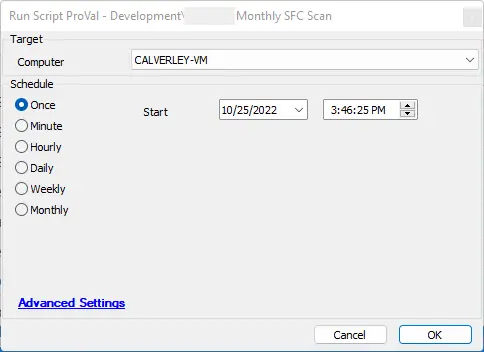 Run Script ProVal - Development\ Monthly SFC Scan
Target
Computer CALVERLEY-VM
Schedule
Once Start 10/25/2022 3:46:25 PM
Minute
Hourly
Daily
Weekly
Monthly
Advanced Settings
Cancel OK